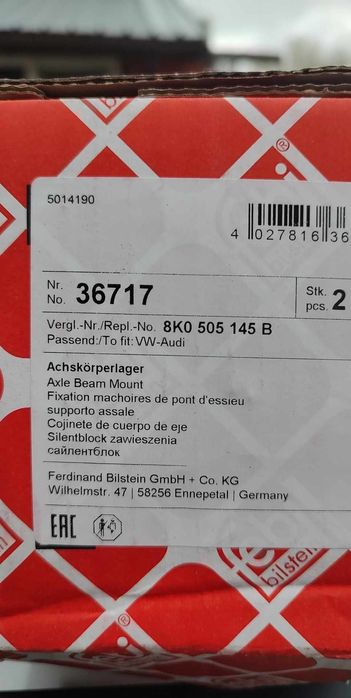 5014190
4 027816 36
Nr.
No. 36717
Stk.
pcs. 2
Vergl.-Nr./Repl.-No. 8K0 505 145 B
Passend:/To fit: VW-Audi
Achskörperlager
Axle Beam Mount
Fixation machoires de pont d'essieu
supporto assale
Cojinete de cuerpo de eje
Silentblock zawieszenia
сайлентблок
Ferdinand Bilstein GmbH + Co. KG
Wilhelmstr. 47 | 58256 Ennepetal | Germany
EAC
bilstein